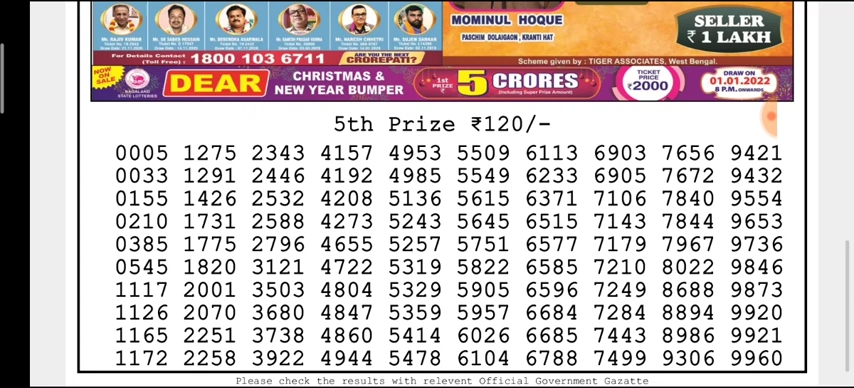 MOMINUL HOQUE
PASCHIM DOLAIGAON, KRANTI HAT
SELLER
₹ 1 LAKH
For Details Contact
(Toll Free) : 1800 103 6711
ARE YOU THE NEXT
CROREPATI?
Scheme given by : TIGER ASSOCIATES, West Bengal.
NOW ON SALE
NAGALAND
STATE LOTTERIES
DEAR
CHRISTMAS &
NEW YEAR BUMPER
1st PRIZE ₹
5 CRORES
(Including Super Prize Amount)
TICKET PRICE
₹2000
DRAW ON
01.01.2022
8 P.M. ONWARDS
5th Prize ₹120/-
0005 1275 2343 4157 4953 5509 6113 6903 7656 9421
0033 1291 2446 4192 4985 5549 6233 6905 7672 9432
0155 1426 2532 4208 5136 5615 6371 7106 7840 9554
0210 1731 2588 4273 5243 5645 6515 7143 7844 9653
0385 1775 2796 4655 5257 5751 6577 7179 7967 9736
0545 1820 3121 4722 5319 5822 6585 7210 8022 9846
1117 2001 3503 4804 5329 5905 6596 7249 8688 9873
1126 2070 3680 4847 5359 5957 6684 7284 8894 9920
1165 2251 3738 4860 5414 6026 6685 7443 8986 9921
1172 2258 3922 4944 5478 6104 6788 7499 9306 9960
Please check the results with relevent Official Government Gazatte